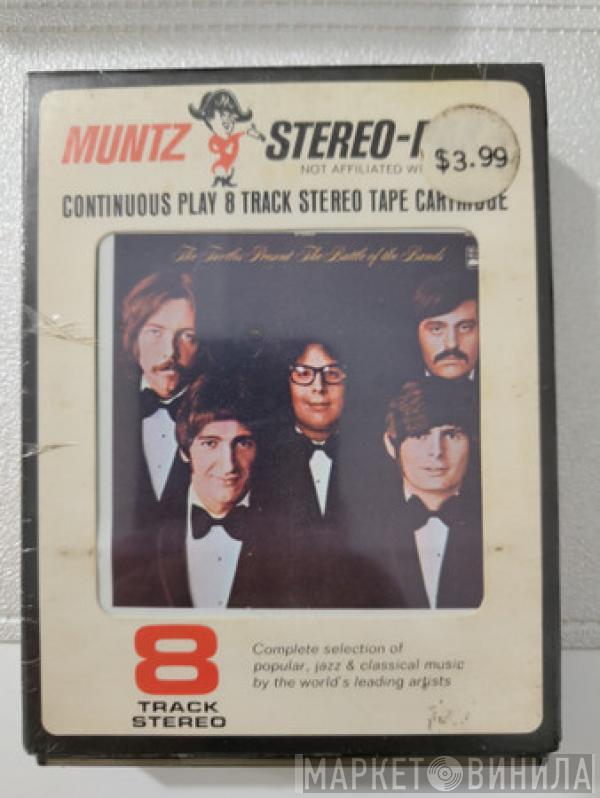 MUNTZ STEREO-
$3.99
NOT AFFILIATED
CONTINUOUS PLAY 8 TRACK STEREO TAPE CARTRIDGE
The Turtles Present The Battle of the Bands
8
TRACK
STEREO
Complete selection of
popular, jazz & classical music
by the world's leading artists
МАРКЕТ ВИНИЛА